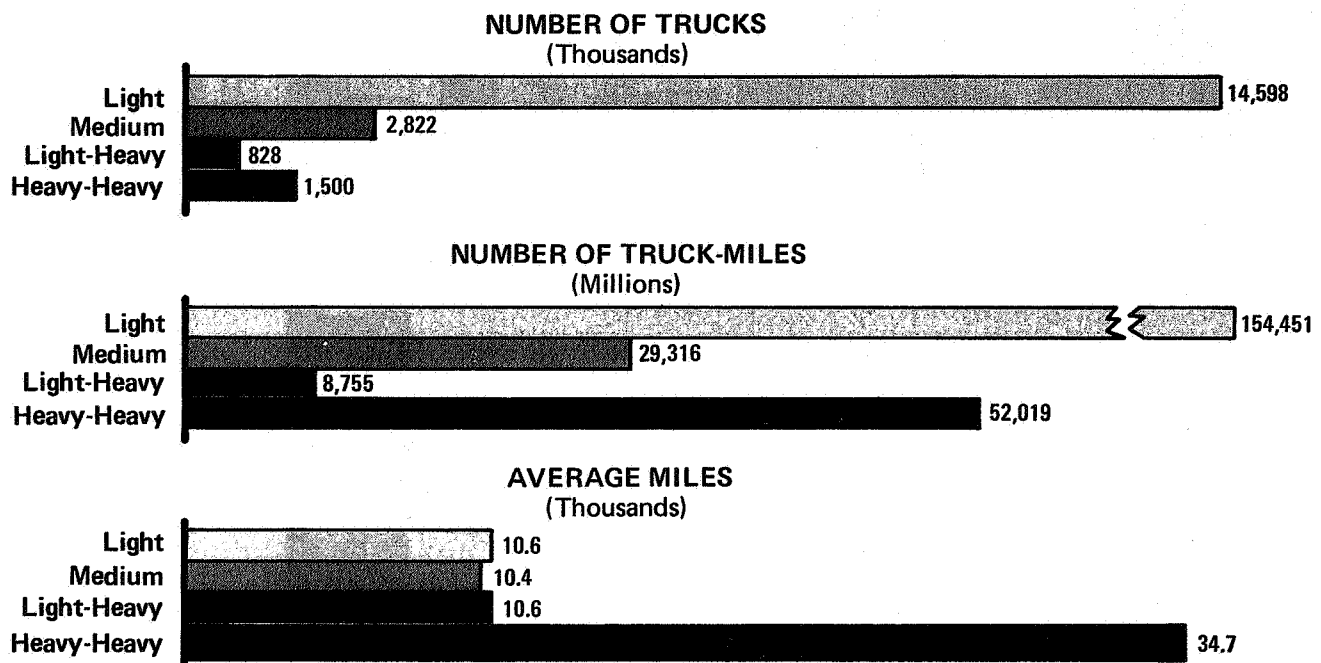 NUMBER OF TRUCKS
(Thousands)
Light 14,598
Medium 2,822
Light-Heavy 828
Heavy-Heavy 1,500
NUMBER OF TRUCK-MILES
(Millions)
Light 154,451
Medium 29,316
Light-Heavy 8,755
Heavy-Heavy 52,019
AVERAGE MILES
(Thousands)
Light 10.6
Medium 10.4
Light-Heavy 10.6
Heavy-Heavy 34.7